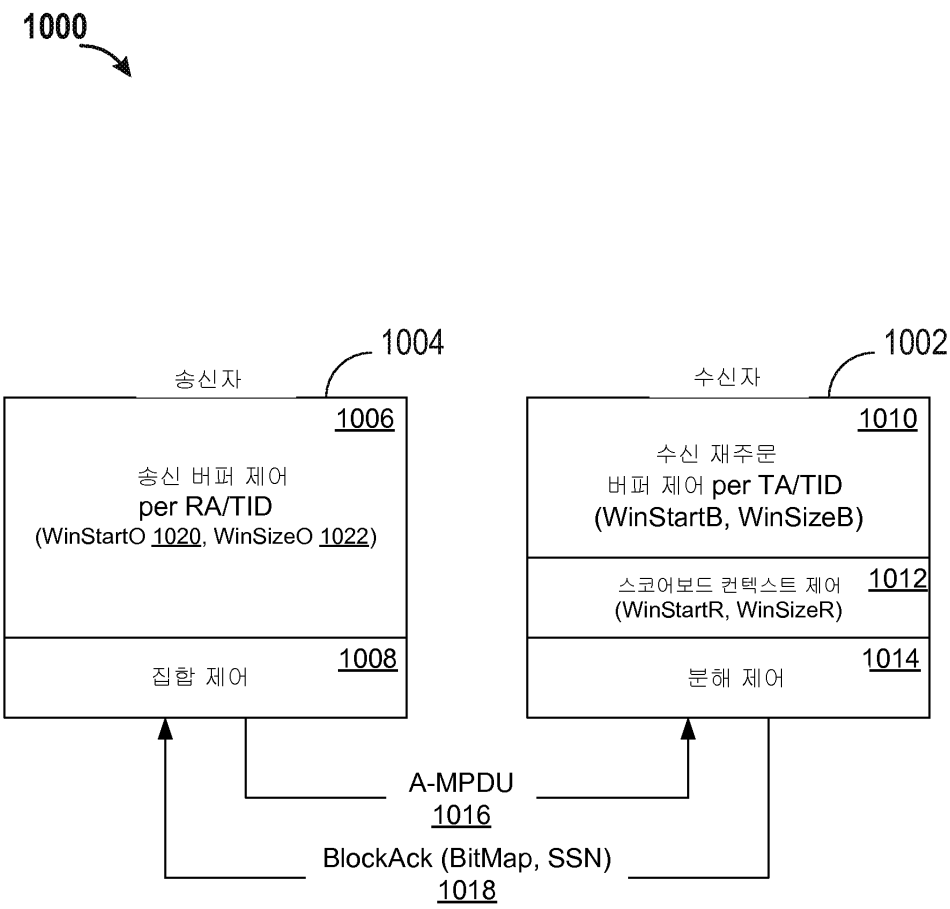 1000
1004
송신자
1006
송신 버퍼 제어
per RA/TID
(WinStartO 1020, WinSizeO 1022)
1008
집합 제어
1002
수신자
1010
수신 재주문
버퍼 제어 per TA/TID
(WinStartB, WinSizeB)
1012
스코어보드 컨텍스트 제어
(WinStartR, WinSizeR)
1014
분해 제어
A-MPDU
1016
BlockAck (BitMap, SSN)
1018